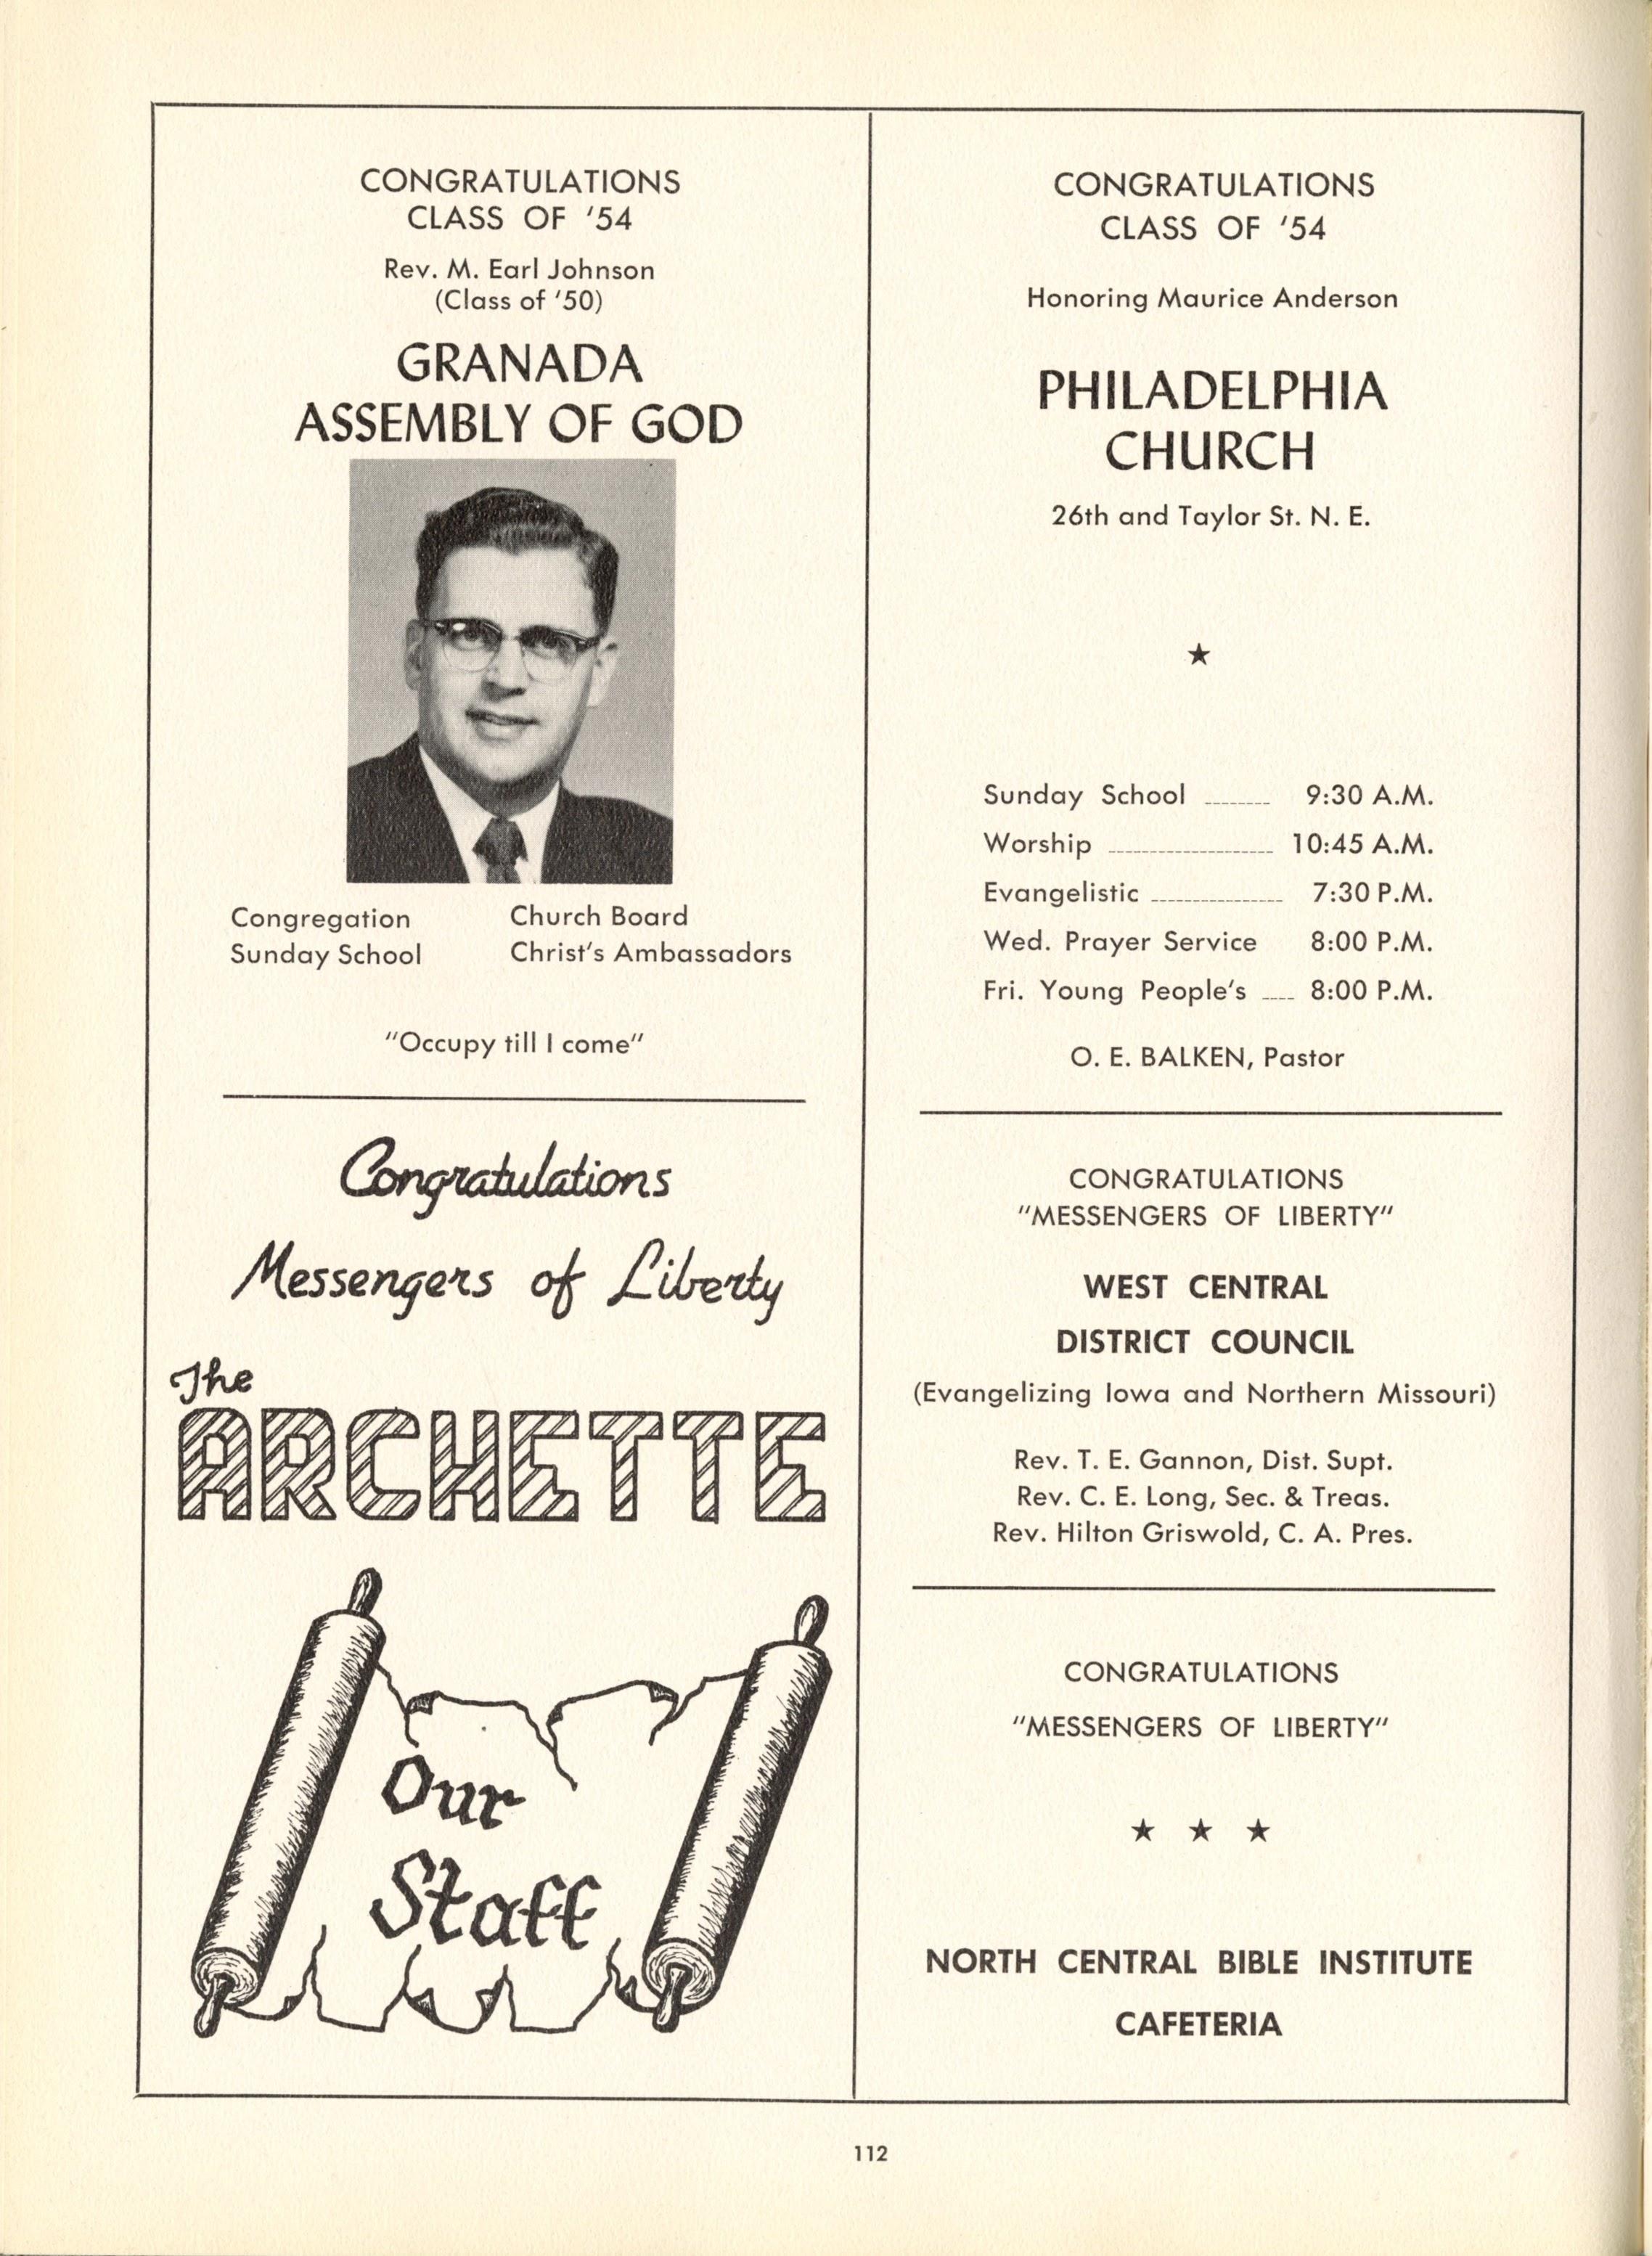 CONGRATULATIONS
CLASS OF '54
Rev. M. Earl Johnson
(Class of '50)
GRANADA
ASSEMBLY OF GOD
Congregation Church Board
Sunday School Christ's Ambassadors
"Occupy till I come"
Congratulations
Messengers of Liberty
The
ARCHETTE
Our
Staff
CONGRATULATIONS
CLASS OF '54
Honoring Maurice Anderson
PHILADELPHIA
CHURCH
26th and Taylor St. N. E.
★
Sunday School ........ 9:30 A.M.
Worship .................... 10:45 A.M.
Evangelistic ................ 7:30 P.M.
Wed. Prayer Service 8:00 P.M.
Fri. Young People's .... 8:00 P.M.
O. E. BALKEN, Pastor
CONGRATULATIONS
"MESSENGERS OF LIBERTY"
WEST CENTRAL
DISTRICT COUNCIL
(Evangelizing Iowa and Northern Missouri)
Rev. T. E. Gannon, Dist. Supt.
Rev. C. E. Long, Sec. & Treas.
Rev. Hilton Griswold, C. A. Pres.
CONGRATULATIONS
"MESSENGERS OF LIBERTY"
★ ★ ★
NORTH CENTRAL BIBLE INSTITUTE
CAFETERIA
112